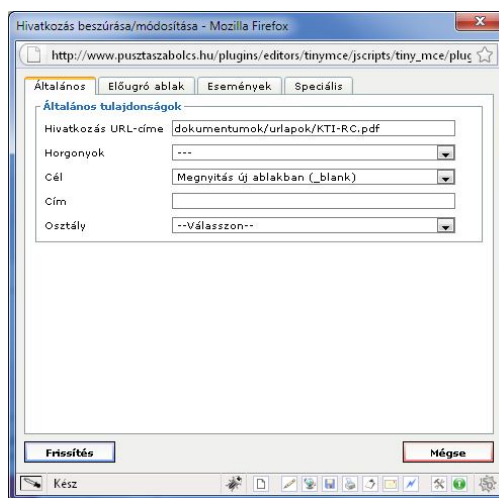 Hivatkozás beszúrása/módosítása - Mozilla Firefox
http://www.pusztaszabolcs.hu/plugins/editors/tinymce/jscripts/tiny_mce/plug
Általános Előugró ablak Események Speciális
Általános tulajdonságok
Hivatkozás URL-címe dokumentumok/urlapok/KTI-RC.pdf
Horgonyok ---
Cél Megnyitás új ablakban (_blank)
Cím
Osztály --Válasszon--
Frissítés Mégse
Kész